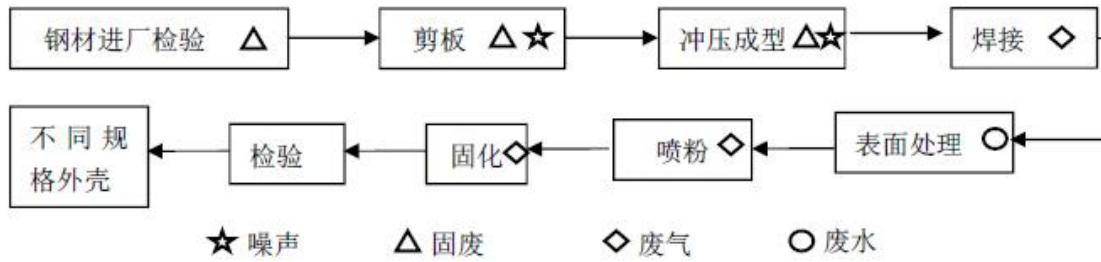 钢材进厂检验
剪板
冲压成型
焊接
表面处理
喷粉
固化
检验
不同规
格外壳
噪声
固废
废气
废水